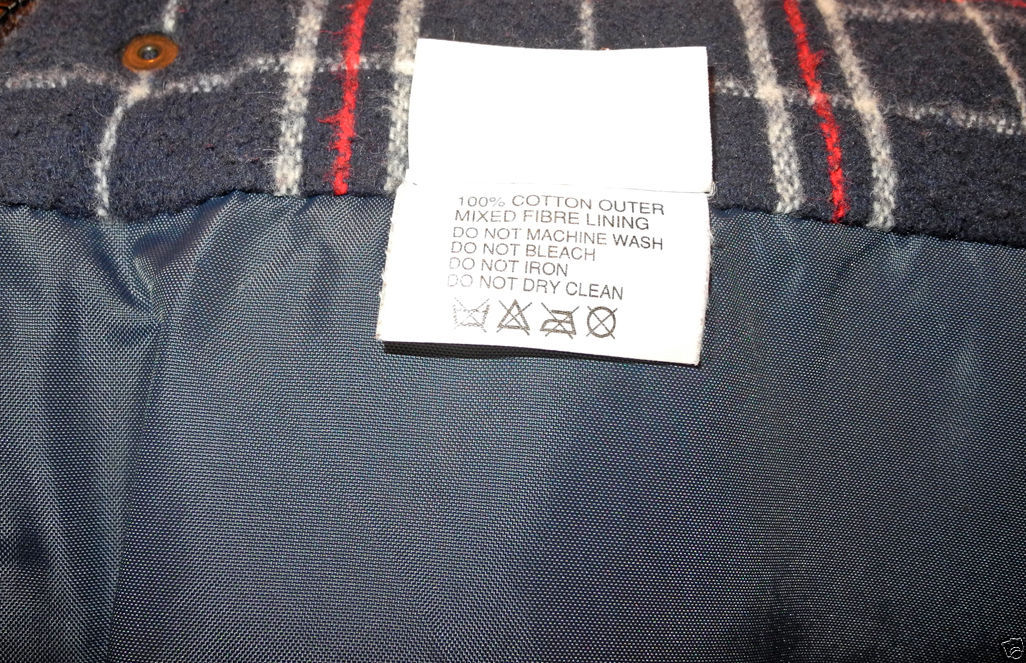 100% COTTON OUTER
MIXED FIBRE LINING
DO NOT MACHINE WASH
DO NOT BLEACH
DO NOT IRON
DO NOT DRY CLEAN